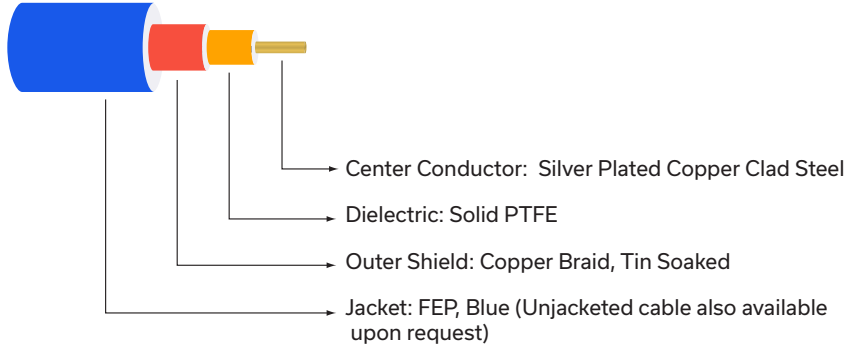 Center Conductor:  Silver Plated Copper Clad Steel
Dielectric: Solid PTFE
Outer Shield: Copper Braid, Tin Soaked
Jacket: FEP, Blue (Unjacketed cable also available
upon request)